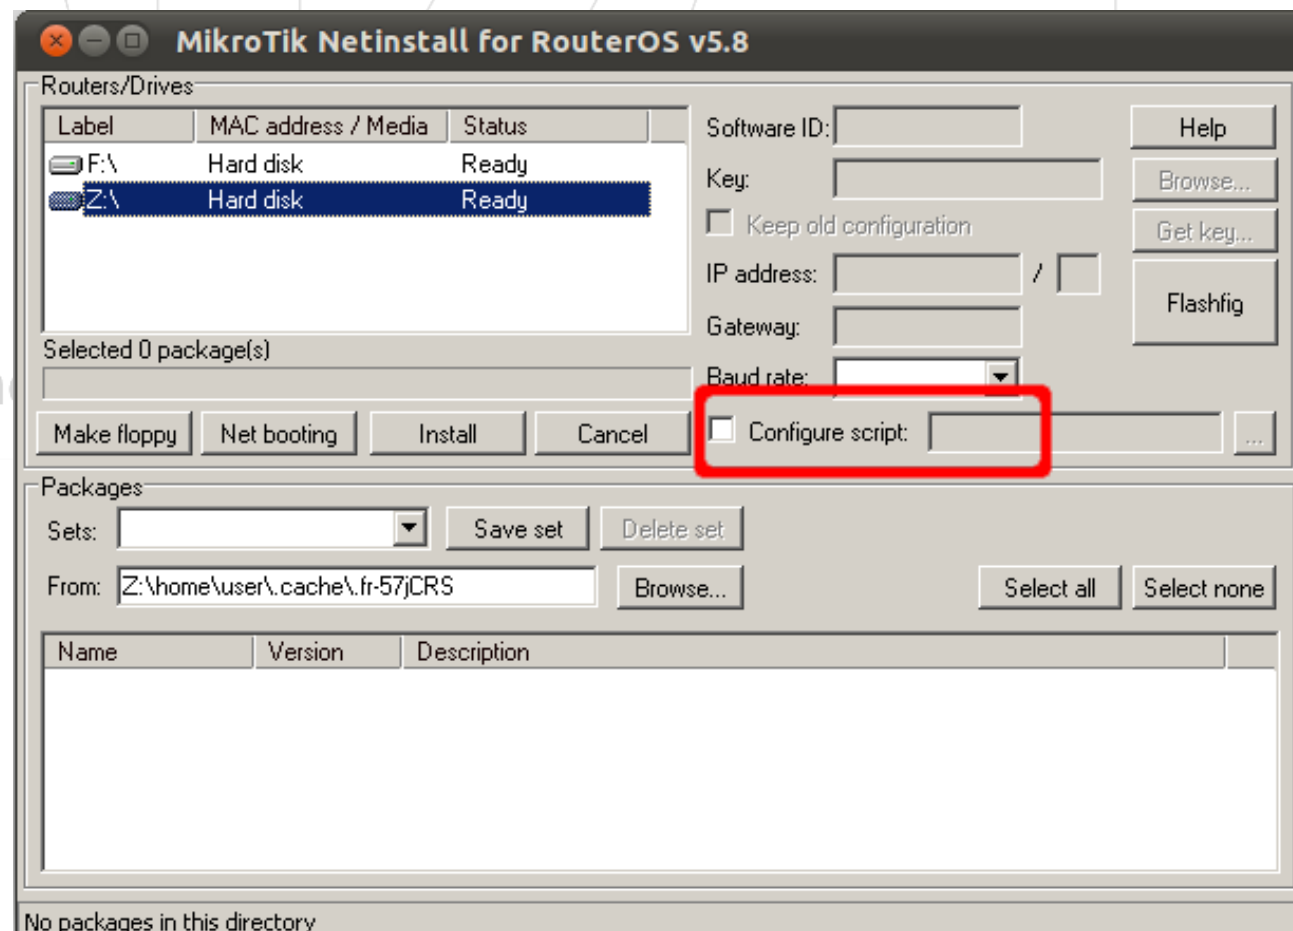 MikroTik Netinstall for RouterOS v5.8
Routers/Drives
Label MAC address / Media Status
F:\ Hard disk Ready
Z:\ Hard disk Ready
Selected 0 package(s)
Make floppy Net booting Install Cancel
Software ID: Help
Key: Browse...
Keep old configuration Get key...
IP address: /
Flashfig
Gateway:
Baud rate:
Configure script: ...
Packages
Sets: Save set Delete set
From: Z:\home\user\.cache\.fr-57jCRS Browse... Select all Select none
Name Version Description
No packages in this directory